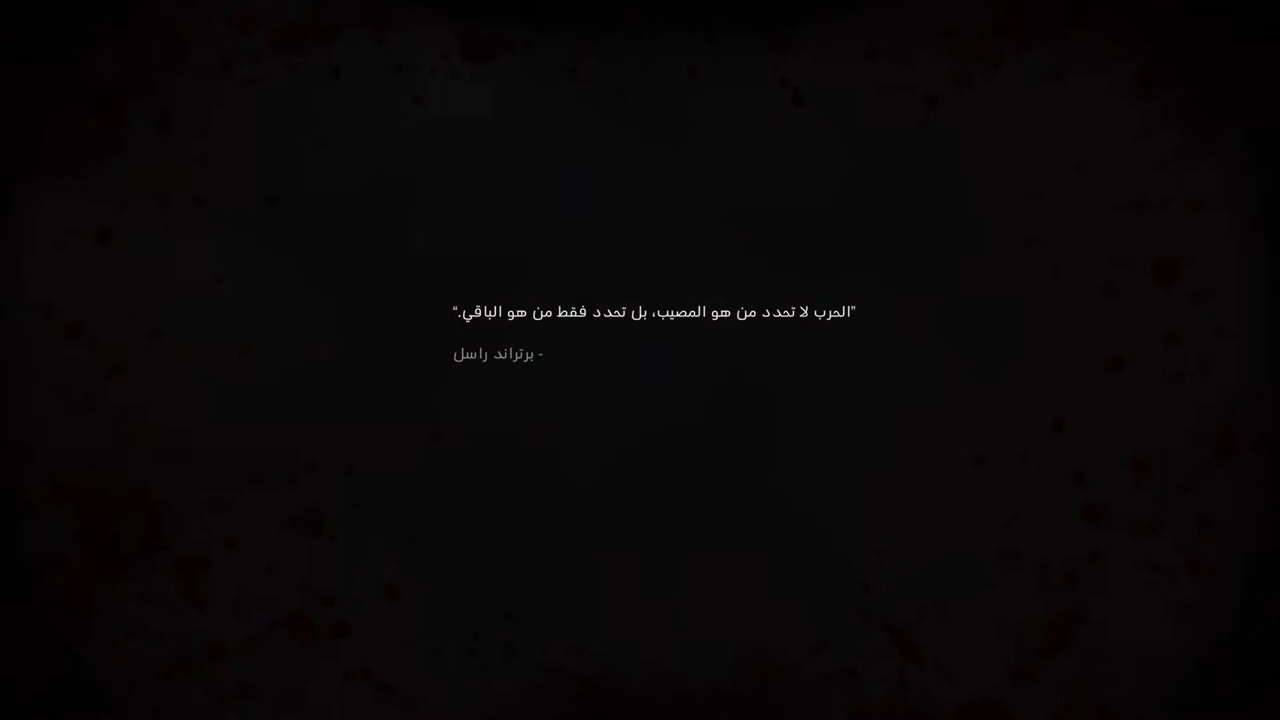 ”الحرب لا تحدد من هو المصيب، بل تحدد فقط من هو الباقي.“
- برتراند راسل